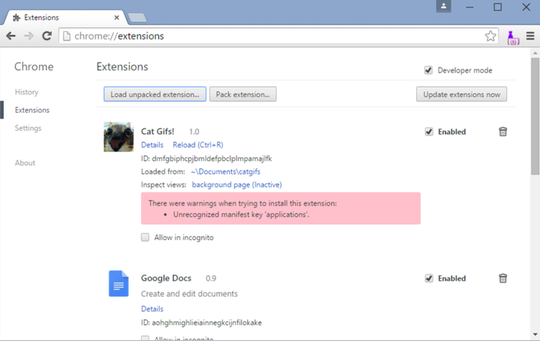 Extensions
chrome://extensions
Chrome
Extensions
Developer mode
History
Load unpacked extension...
Pack extension...
Update extensions now
Extensions
Settings
Cat Gifs! 1.0
Enabled
Details Reload (Ctrl+R)
About
ID: dmfgbiphcpjbmldefpbclplmpamajlfk
Loaded from: ~\Documents\catgifs
Inspect views: background page (Inactive)
There were warnings when trying to install this extension:
• Unrecognized manifest key 'applications'.
Allow in incognito
Google Docs 0.9
Enabled
Create and edit documents
Details
ID: aohghmighlieiainnegkcijnfilokake
Allow in incognito